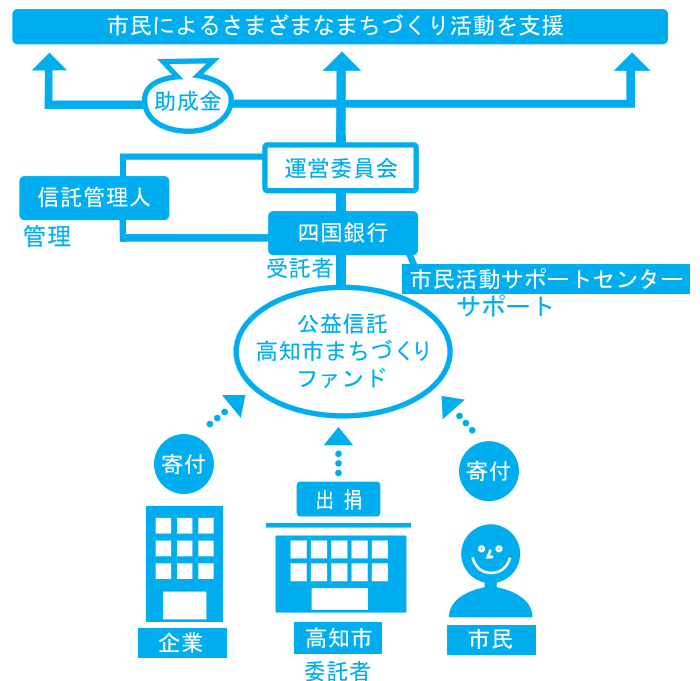 市民によるさまざまなまちづくり活動を支援
助成金
運営委員会
信託管理人
管理
四国銀行
受託者
市民活動サポートセンター
サポート
公益信託
高知市まちづくり
ファンド
寄付
寄付
出捐
企業
高知市
委託者
市民